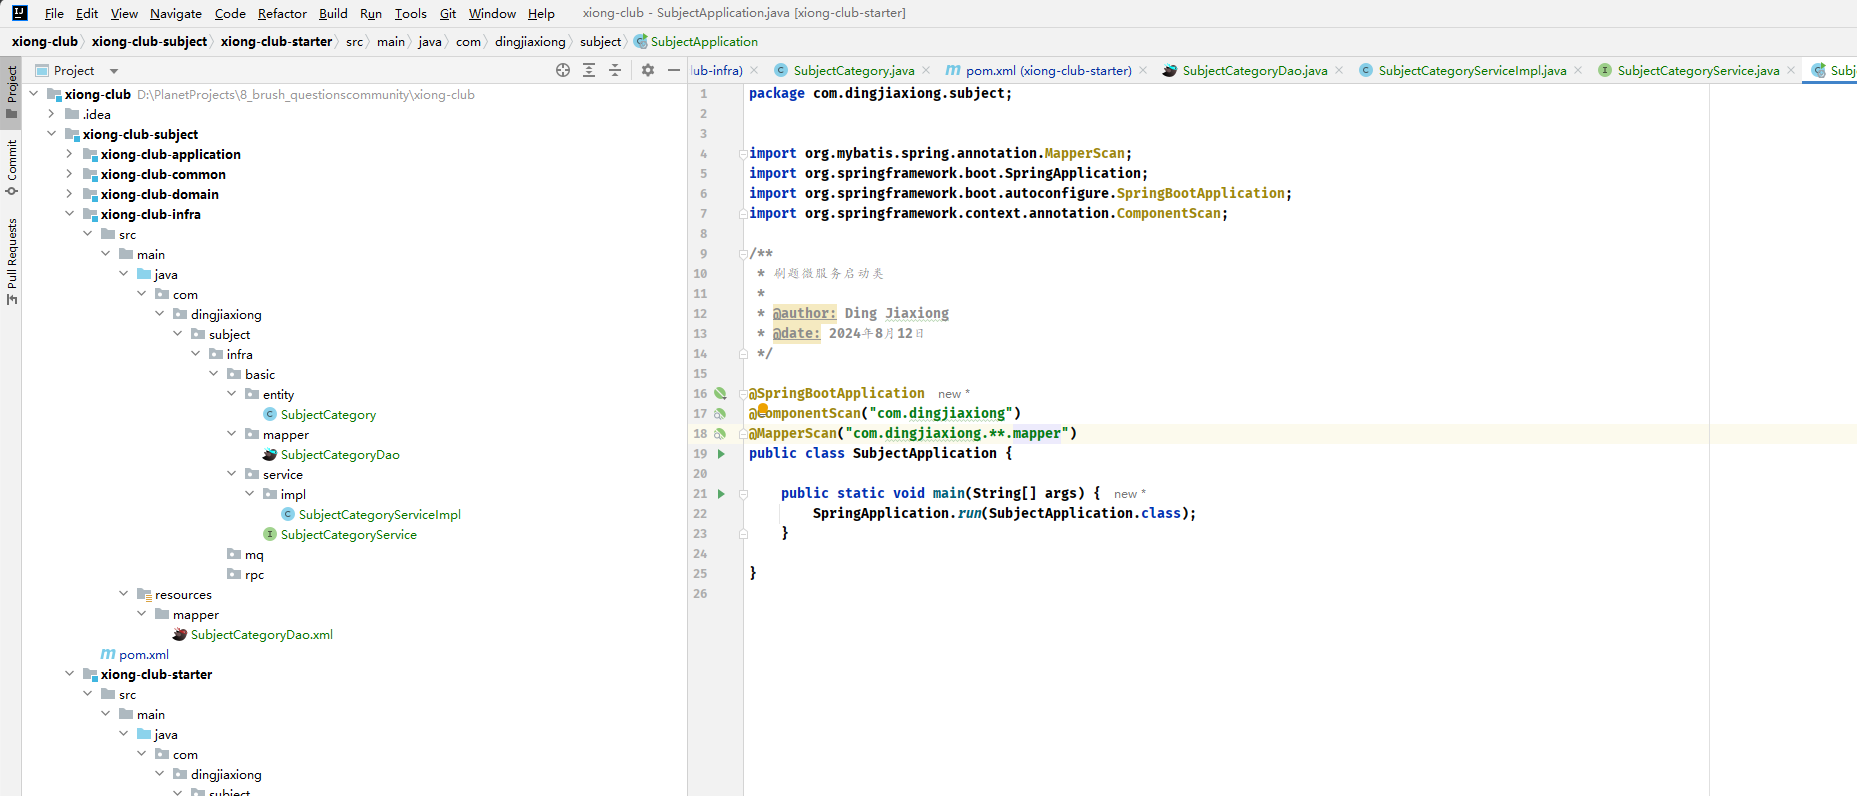 File Edit View Navigate Code Refactor Build Run Tools Git Window Help xiong-club - SubjectApplication.java [xiong-club-starter]
xiong-club xiong-club-subject xiong-club-starter src main java com dingjiaxiong subject SubjectApplication
Project
lub-infra) SubjectCategory.java pom.xml (xiong-club-starter) SubjectCategoryDao.java SubjectCategoryServiceImpl.java SubjectCategoryService.java Subj
Project
Commit
Pull Requests
xiong-club D:\PlanetProjects\8_brush_questionscommunity\xiong-club
.idea
xiong-club-subject
xiong-club-application
xiong-club-common
xiong-club-domain
xiong-club-infra
src
main
java
com
dingjiaxiong
subject
infra
basic
entity
SubjectCategory
mapper
SubjectCategoryDao
service
impl
SubjectCategoryServiceImpl
SubjectCategoryService
mq
rpc
resources
mapper
SubjectCategoryDao.xml
pom.xml
xiong-club-starter
src
main
java
com
dingjiaxiong
subject
1 package com.dingjiaxiong.subject;
2
3
4 import org.mybatis.spring.annotation.MapperScan;
5 import org.springframework.boot.SpringApplication;
6 import org.springframework.boot.autoconfigure.SpringBootApplication;
7 import org.springframework.context.annotation.ComponentScan;
8
9 /**
10 * 刷题微服务启动类
11 *
12 * @author: Ding Jiaxiong
13 * @date: 2024年8月12日
14 */
15
16 @SpringBootApplication new *
17 @ComponentScan("com.dingjiaxiong")
18 @MapperScan("com.dingjiaxiong.**.mapper")
19 public class SubjectApplication {
20
21 public static void main(String[] args) { new *
22 SpringApplication.run(SubjectApplication.class);
23 }
24
25 }
26